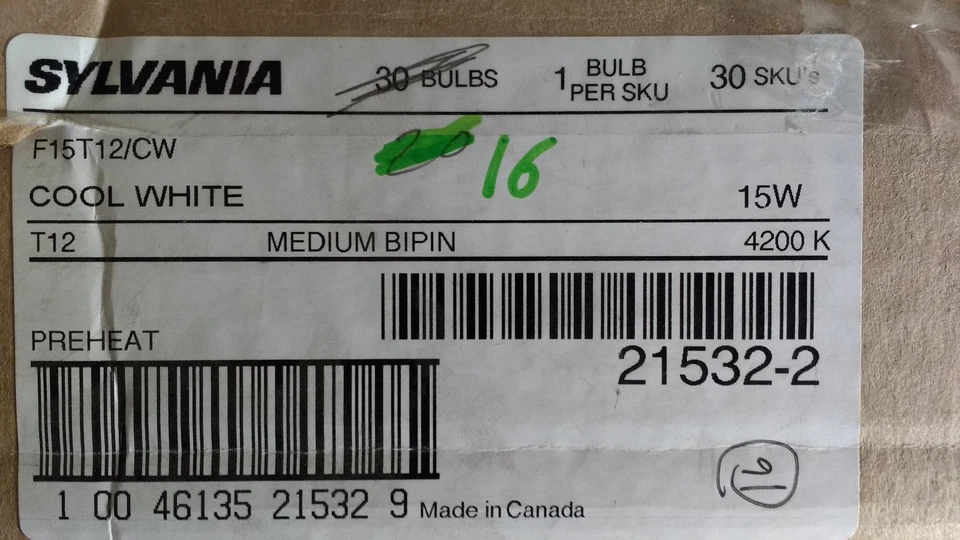 SYLVANIA 30 BULBS 1 BULB PER SKU 30 SKU's
F15T12/CW
20 16
COOL WHITE 15W
T12 MEDIUM BIPIN 4200 K
PREHEAT
21532-2
1 00 46135 21532 9 Made in Canada